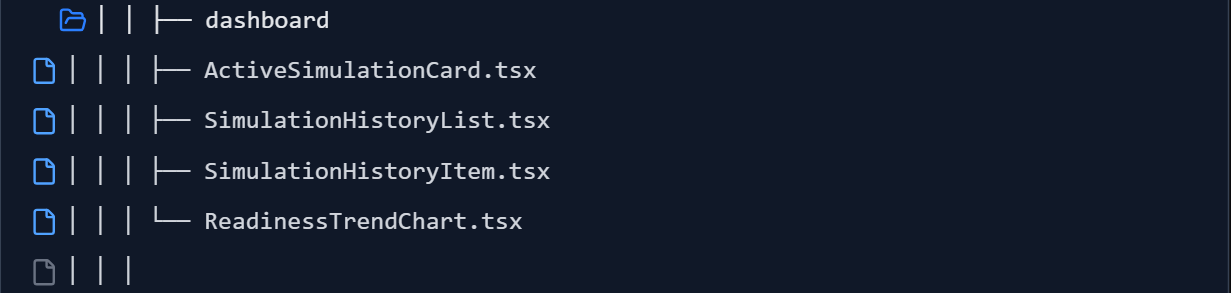 │ │ ├── dashboard
│ │ │ ├── ActiveSimulationCard.tsx
│ │ │ ├── SimulationHistoryList.tsx
│ │ │ ├── SimulationHistoryItem.tsx
│ │ │ └── ReadinessTrendChart.tsx
│ │ │